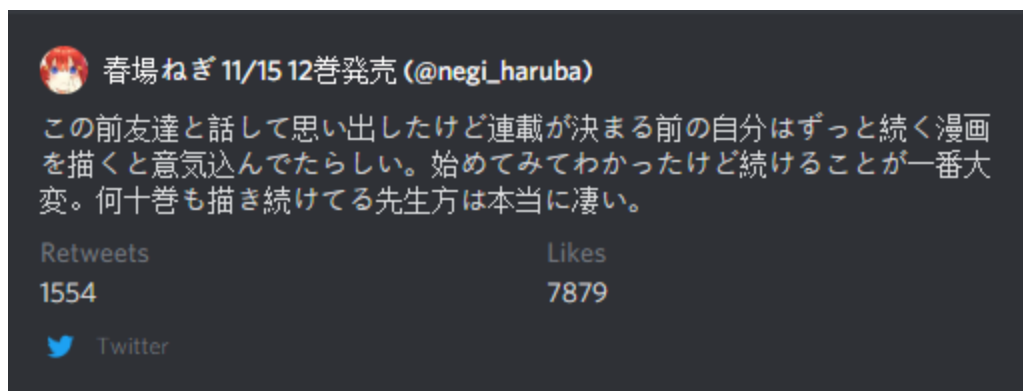 春場ねぎ 11/15 12巻発売 (@negi_haruba)
この前友達と話して思い出したけど連載が決まる前の自分はずっと続く漫画
を描くと意気込んでたらしい。始めてみてわかったけど続けることが一番大
変。何十巻も描き続けてる先生方は本当に凄い。
Retweets Likes
1554 7879
Twitter